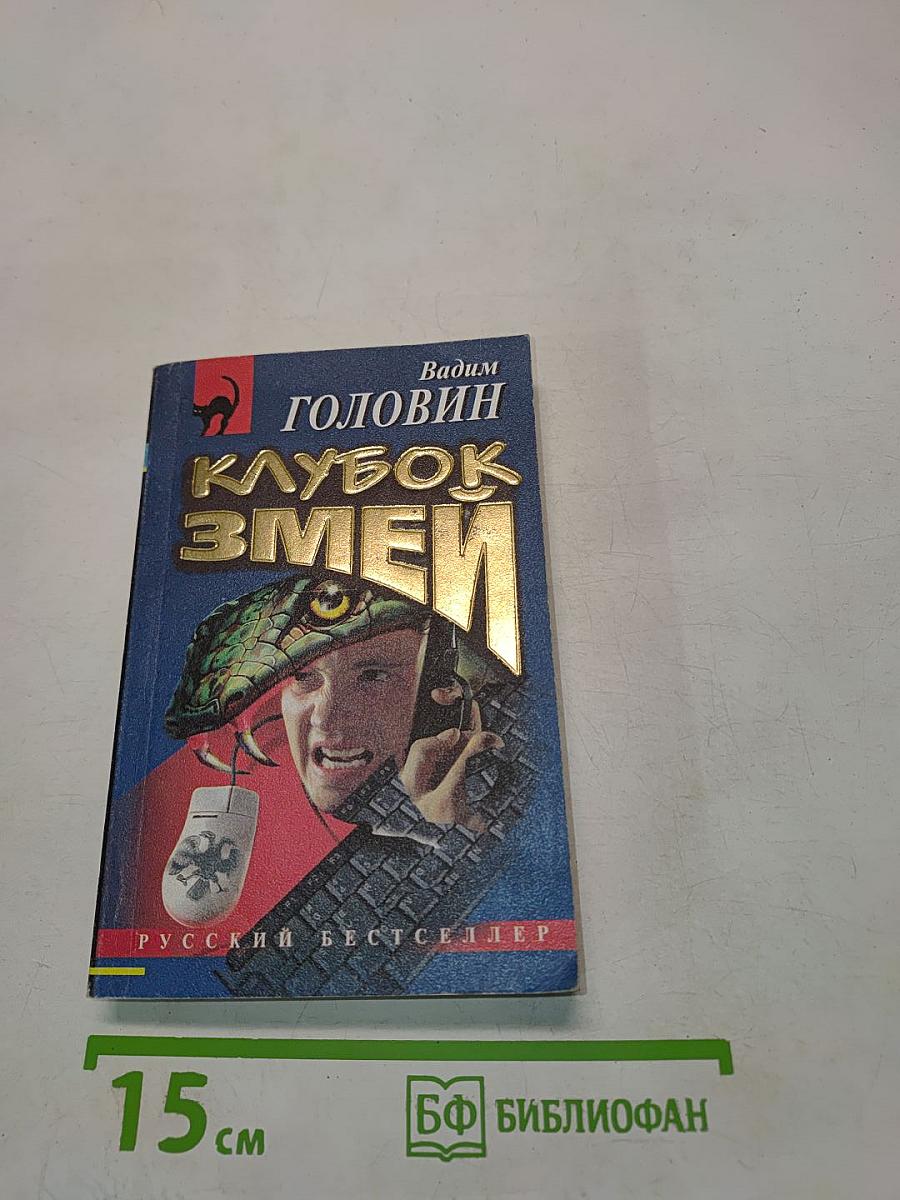 Вадим
ГОЛОВИН
КЛУБОК
ЗМЕЙ
РУССКИЙ БЕСТСЕЛЛЕР
15 см
БФ БИБЛИОФАН